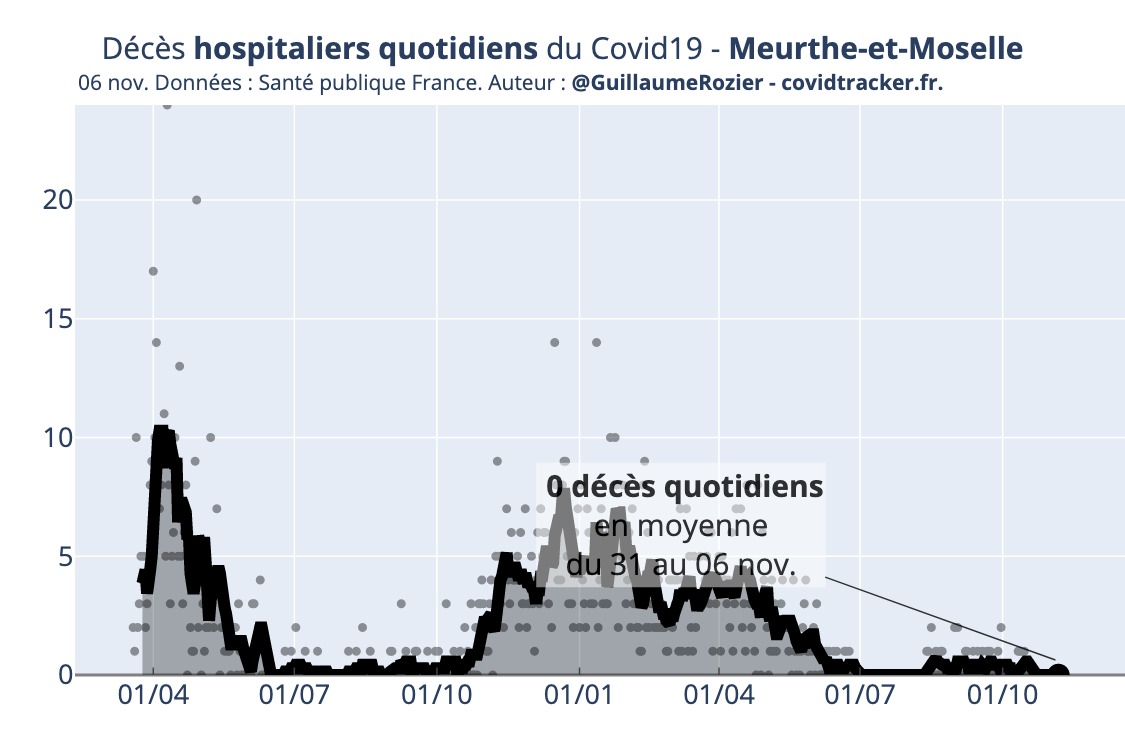 Décès hospitaliers quotidiens du Covid19 - Meurthe-et-Moselle
06 nov. Données : Santé publique France. Auteur : @GuillaumeRozier - covidtracker.fr.
20
15
10
0 décès quotidiens
en moyenne
5
du 31 au 06 nov.
0
01/04 01/07 01/10 01/01 01/04 01/07 01/10